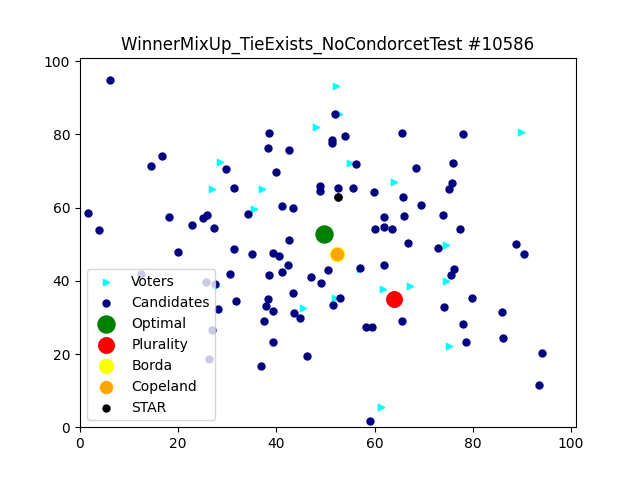 WinnerMixUp_TieExists_NoCondorcetTest #10586
100
80
60
40
20
0
0 20 40 60 80 100
Voters
Candidates
Optimal
Plurality
Borda
Copeland
STAR